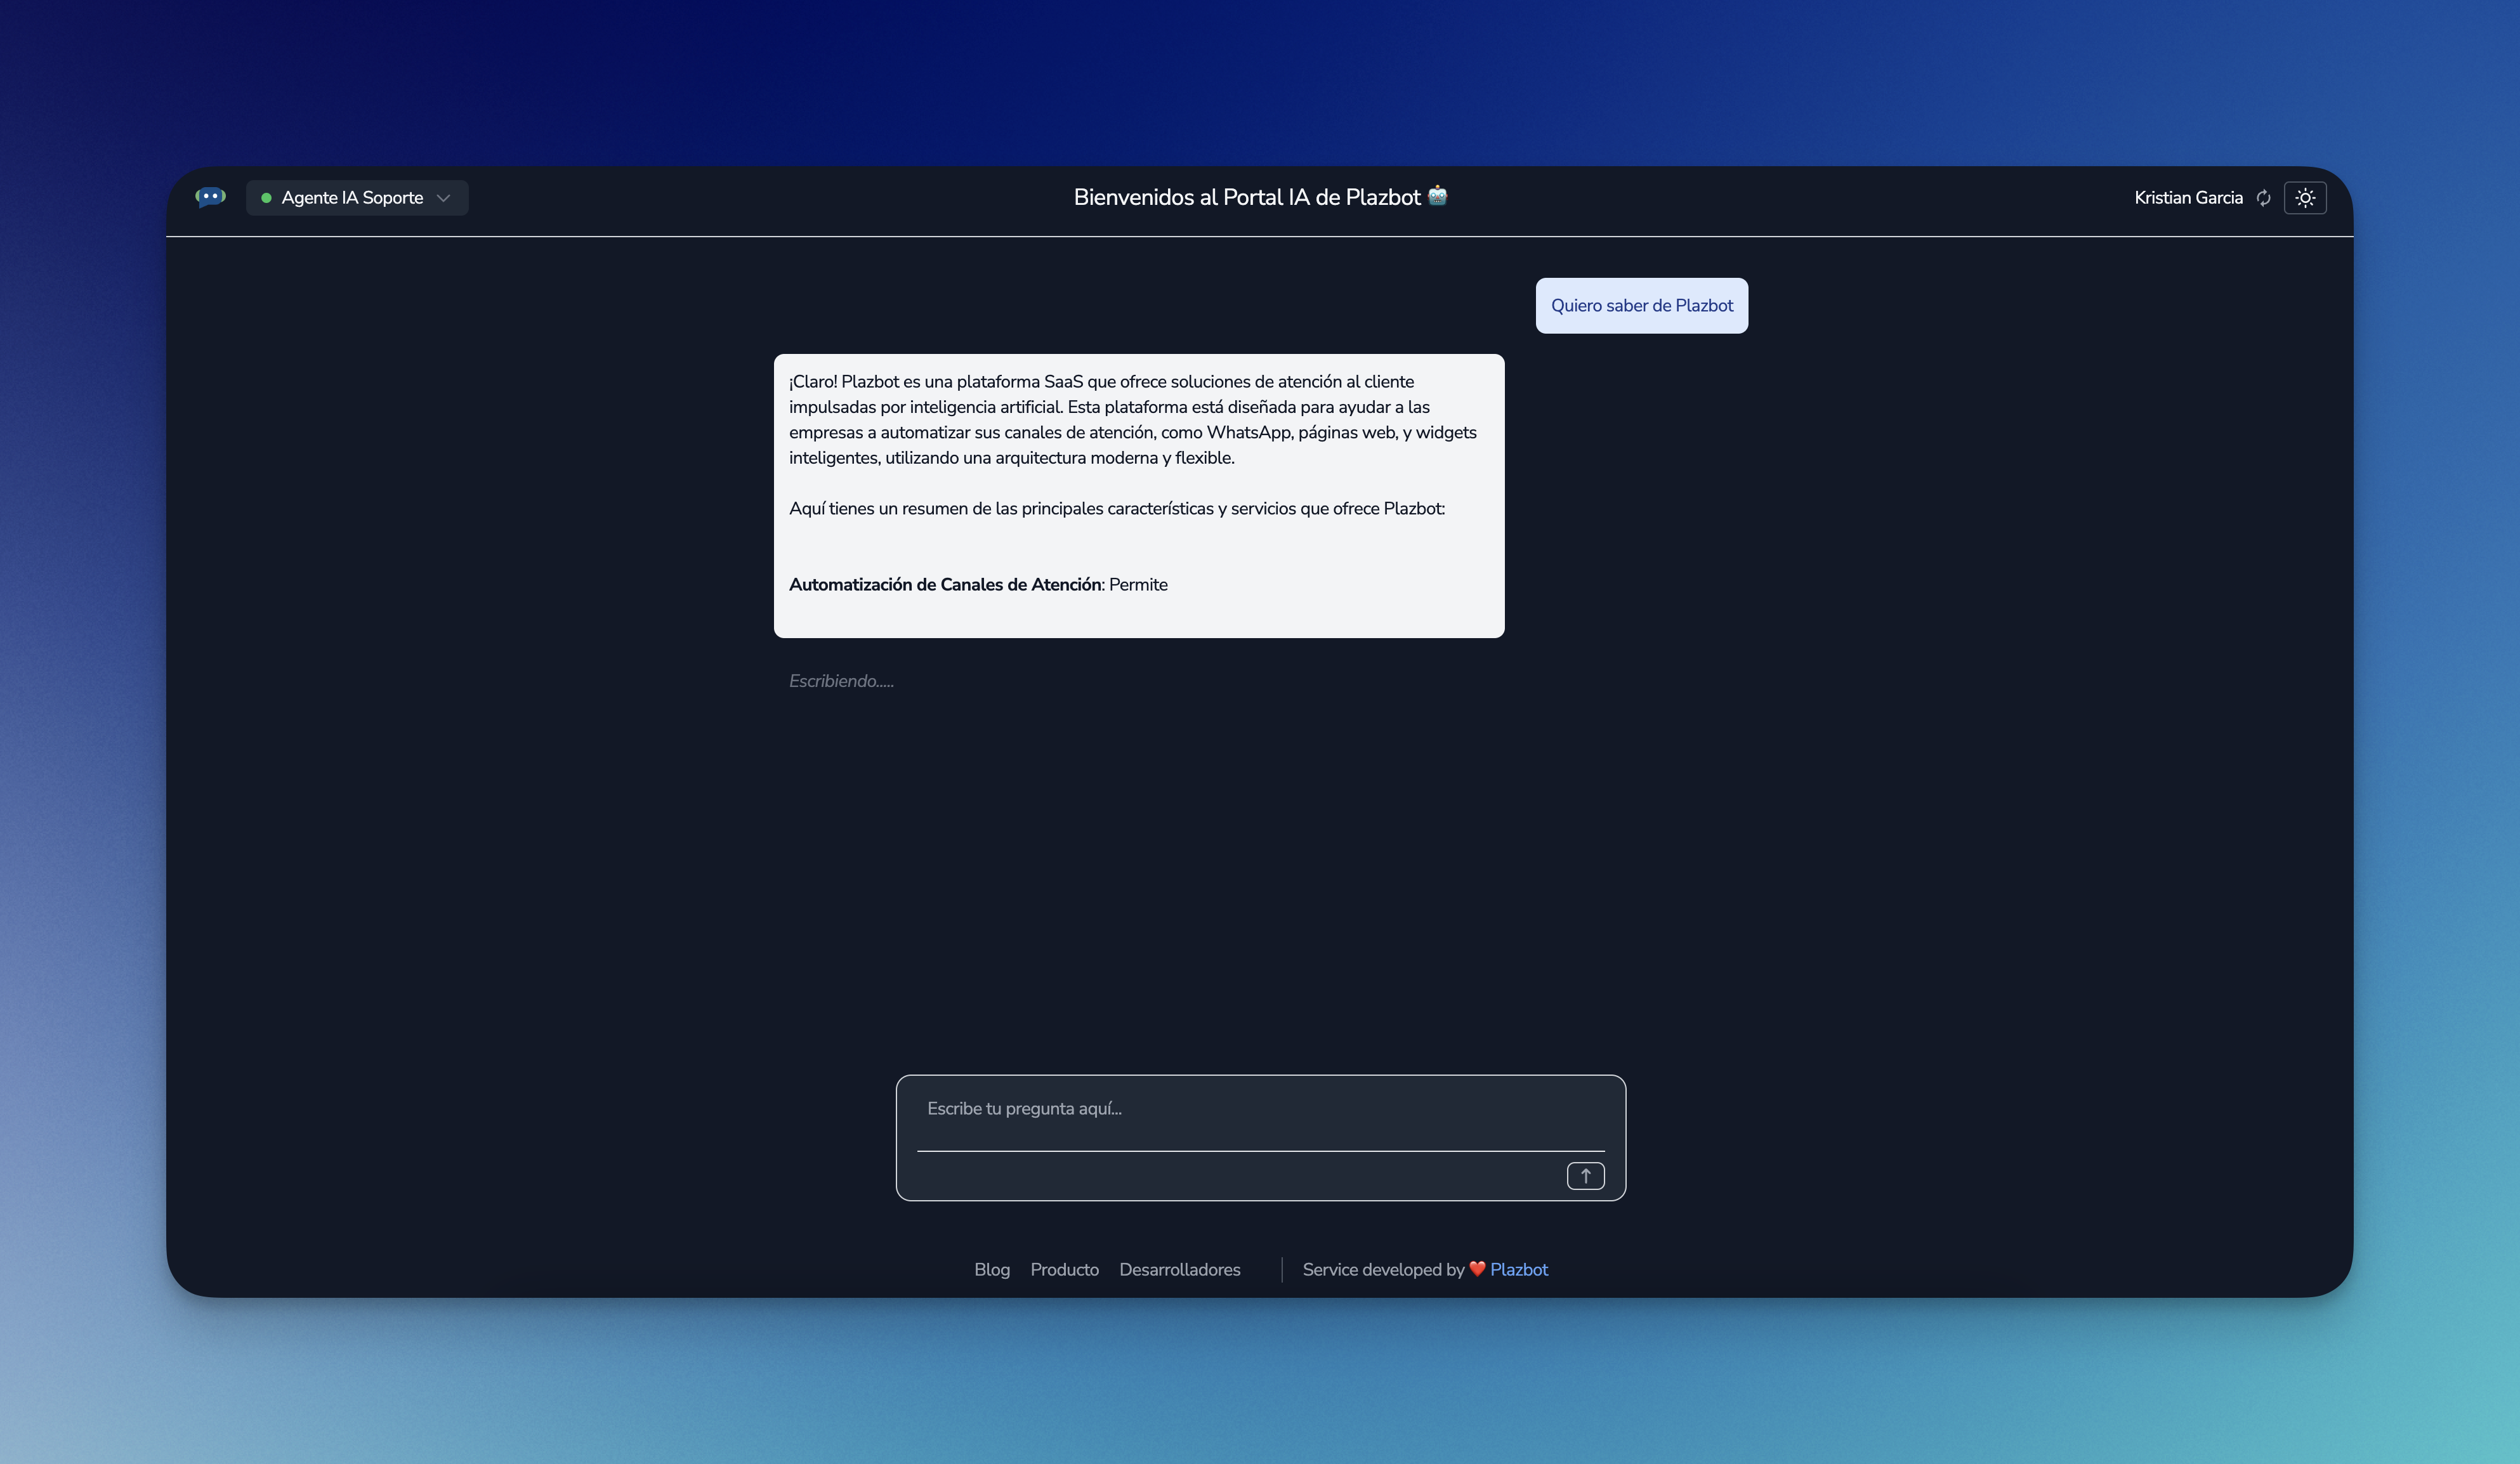 Agente IA Soporte
Bienvenidos al Portal IA de Plazbot 🤖
Kristian Garcia
Quiero saber de Plazbot
¡Claro! Plazbot es una plataforma SaaS que ofrece soluciones de atención al cliente
impulsadas por inteligencia artificial. Esta plataforma está diseñada para ayudar a las
empresas a automatizar sus canales de atención, como WhatsApp, páginas web, y widgets
inteligentes, utilizando una arquitectura moderna y flexible.
Aquí tienes un resumen de las principales características y servicios que ofrece Plazbot:
Automatización de Canales de Atención: Permite
Escribiendo.....
Escribe tu pregunta aquí...
Blog Producto Desarrolladores Service developed by ❤️ Plazbot